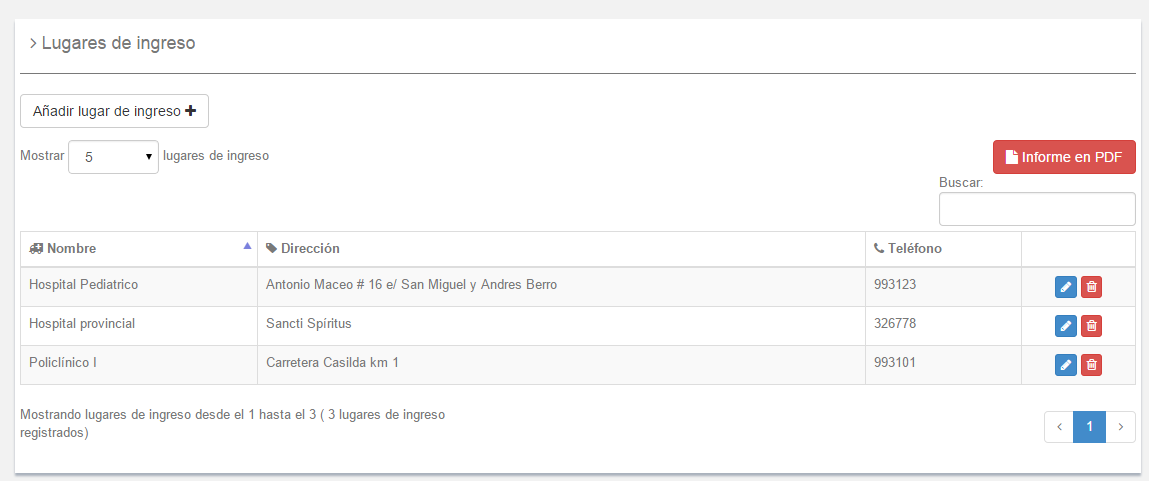 Lugares de ingreso
Añadir lugar de ingreso
Mostrar 5 lugares de ingreso
Informe en PDF
Buscar:
Nombre Dirección Teléfono
Hospital Pediatrico Antonio Maceo # 16 e/ San Miguel y Andres Berro 993123
Hospital provincial Sancti Spíritus 326778
Policlínico I Carretera Casilda km 1 993101
Mostrando lugares de ingreso desde el 1 hasta el 3 ( 3 lugares de ingreso
registrados)
‹ 1 ›